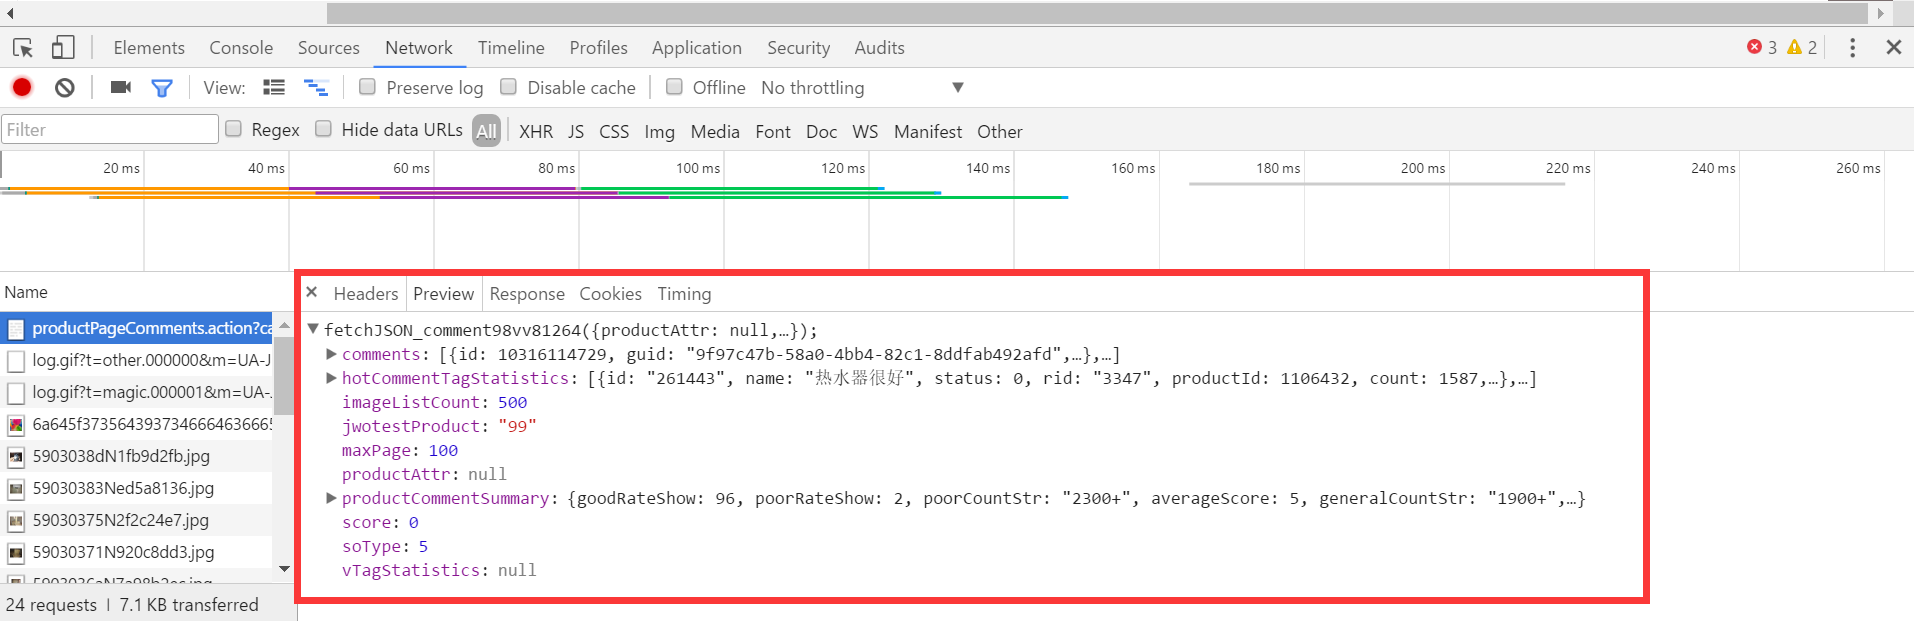 Elements Console Sources Network Timeline Profiles Application Security Audits 3 2
View: Preserve log Disable cache Offline No throttling
Filter Regex Hide data URLs All XHR JS CSS Img Media Font Doc WS Manifest Other
20 ms 40 ms 60 ms 80 ms 100 ms 120 ms 140 ms 160 ms 180 ms 200 ms 220 ms 240 ms 260 ms
Name
Headers Preview Response Cookies Timing
productPageComments.action?ca
log.gif?t=other.000000&m=UA-J
log.gif?t=magic.000001&m=UA-J
6a645f3735643937346664636665
5903038dN1fb9d2fb.jpg
59030383Ned5a8136.jpg
59030375N2f2c24e7.jpg
59030371N920c8dd3.jpg
24 requests | 7.1 KB transferred
fetchJSON_comment98vv81264({productAttr: null,…});
comments: [{id: 10316114729, guid: "9f97c47b-58a0-4bb4-82c1-8ddfab492afd",…},…]
hotCommentTagStatistics: [{id: "261443", name: "热水器很好", status: 0, rid: "3347", productId: 1106432, count: 1587,…},…]
imageListCount: 500
jwotestProduct: "99"
maxPage: 100
productAttr: null
productCommentSummary: {goodRateShow: 96, poorRateShow: 2, poorCountStr: "2300+", averageScore: 5, generalCountStr: "1900+",…}
score: 0
soType: 5
vTagStatistics: null